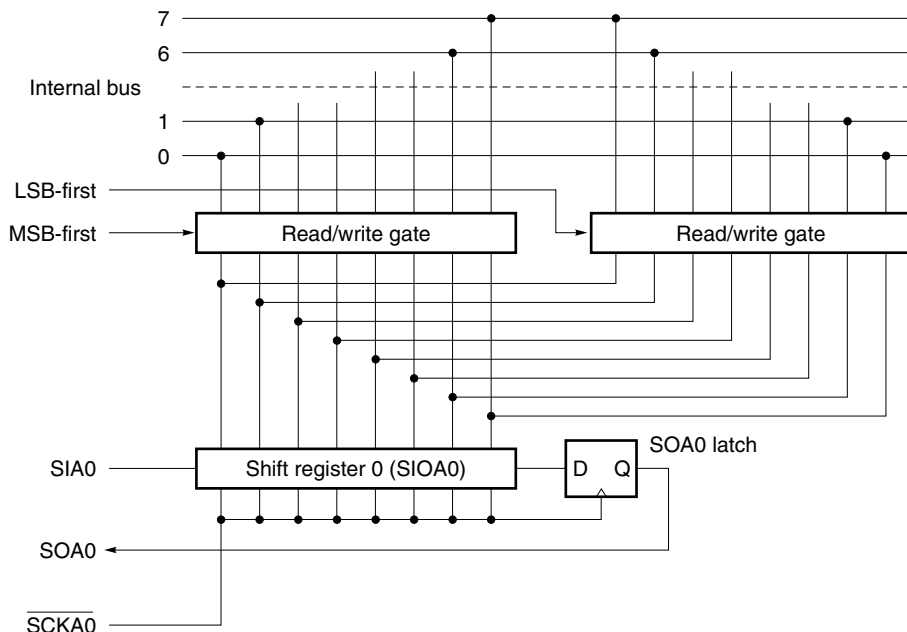 7
6
Internal bus
1
0
LSB-first
MSB-first
Read/write gate
Read/write gate
SOA0 latch
SIA0
Shift register 0 (SIOA0)
D Q
SOA0
SCKA0